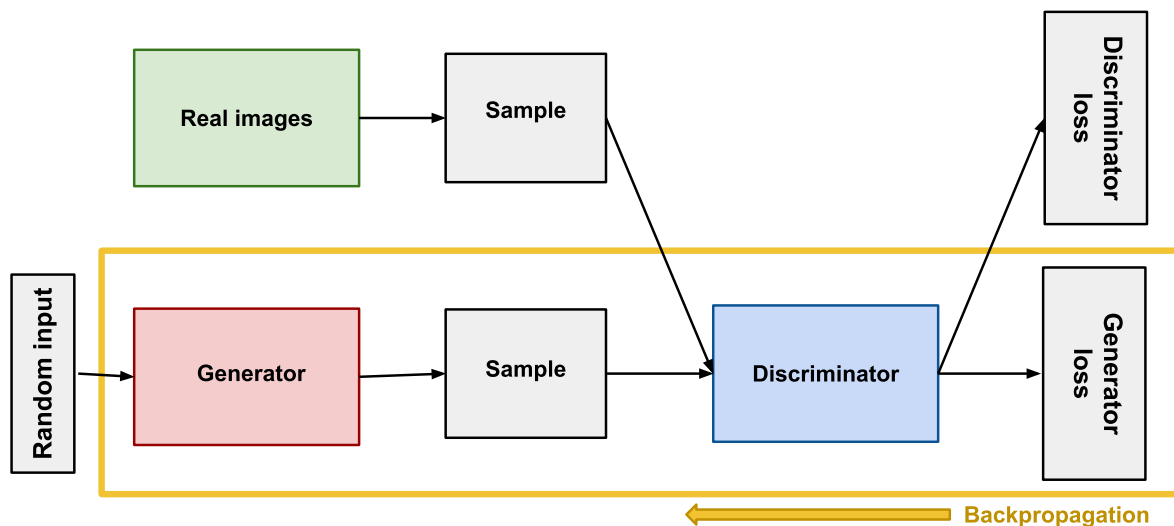 Real images
Sample
Discriminator
loss
Random input
Generator
Sample
Discriminator
Generator
loss
Backpropagation